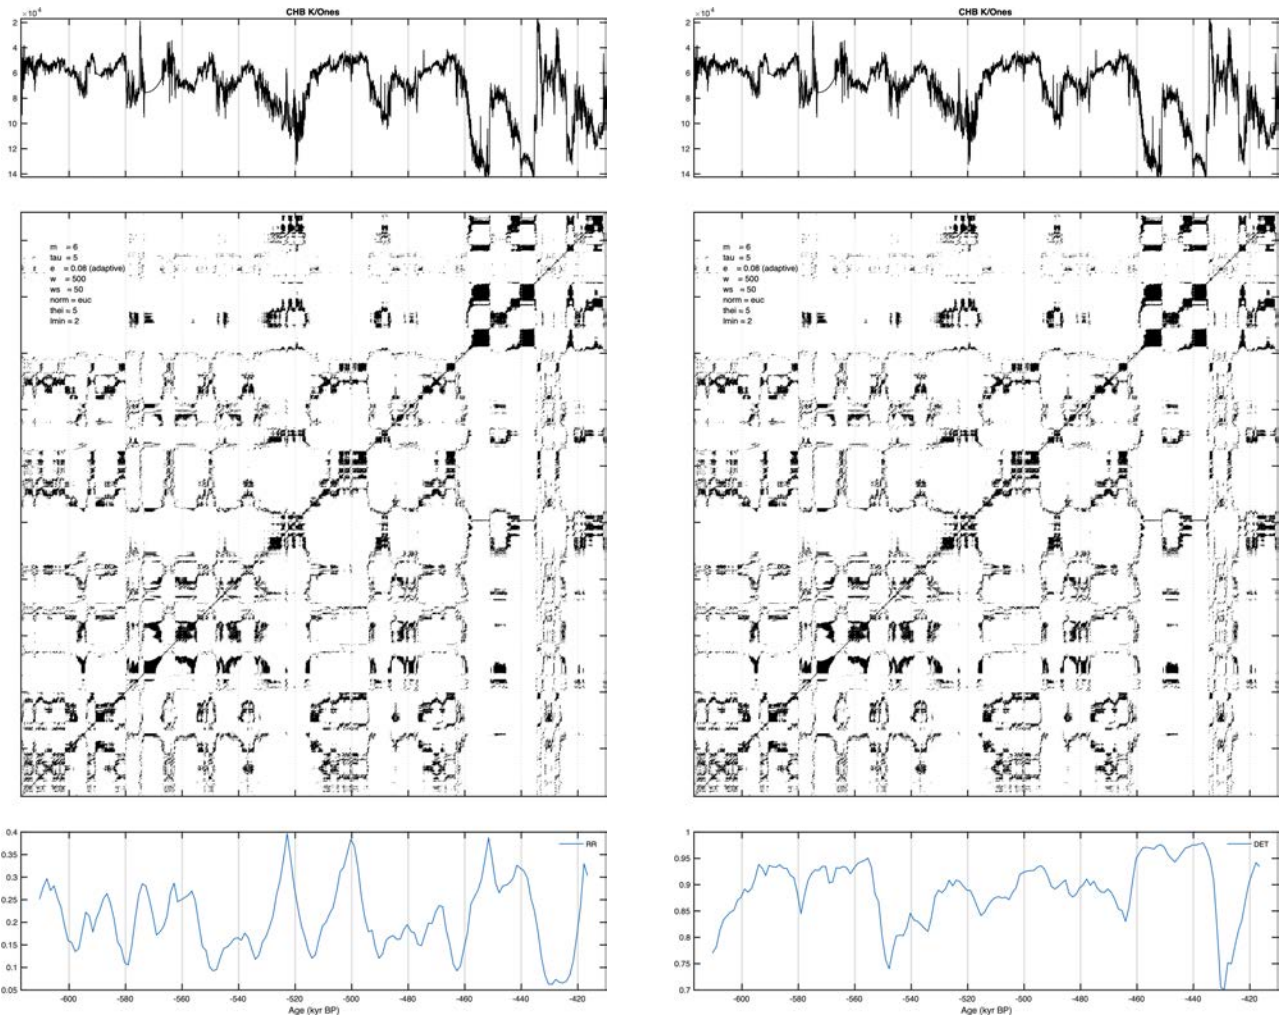 ×10⁴
CHB K/Ones
2
4
6
8
10
12
14
m = 6
tau = 5
e = 0.08 (adaptive)
w = 500
ws = 50
norm = euc
thei = 5
lmin = 2
0.4
0.35
0.3
0.25
0.2
0.15
0.1
0.05
RR
-600 -580 -560 -540 -520 -500 -480 -460 -440 -420
Age (kyr BP)
×10⁴
CHB K/Ones
2
4
6
8
10
12
14
m = 6
tau = 5
e = 0.08 (adaptive)
w = 500
ws = 50
norm = euc
thei = 5
lmin = 2
1
0.95
0.9
0.85
0.8
0.75
0.7
DET
-600 -580 -560 -540 -520 -500 -480 -460 -440 -420
Age (kyr BP)